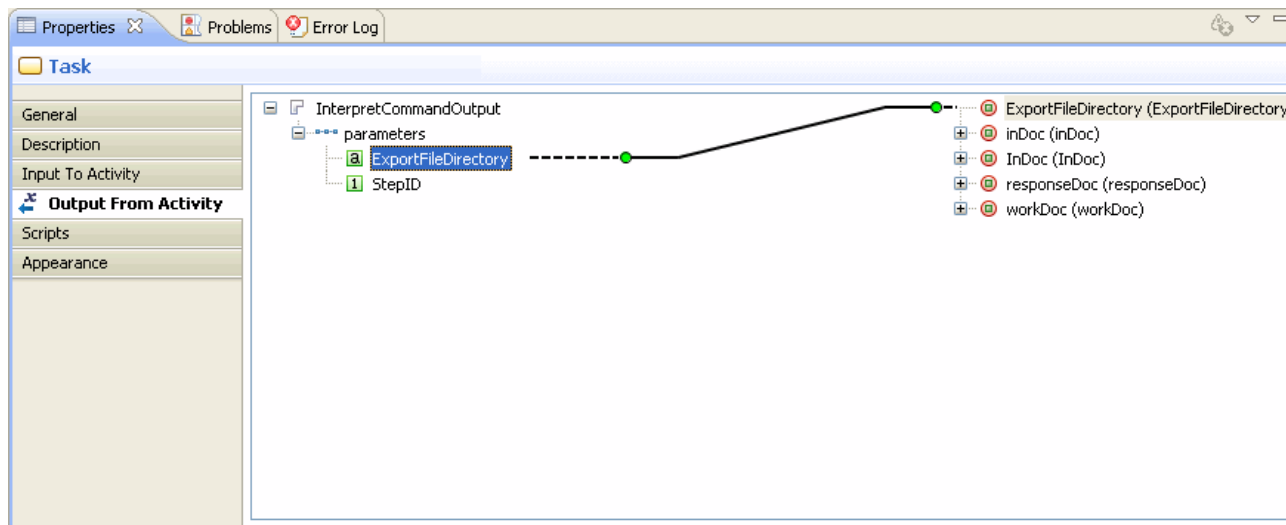 Properties Problems Error Log
Task
General
Description
Input To Activity
Output From Activity
Scripts
Appearance
InterpretCommandOutput
parameters
a ExportFileDirectory
1 StepID
ExportFileDirectory (ExportFileDirectory
inDoc (inDoc)
InDoc (InDoc)
responseDoc (responseDoc)
workDoc (workDoc)